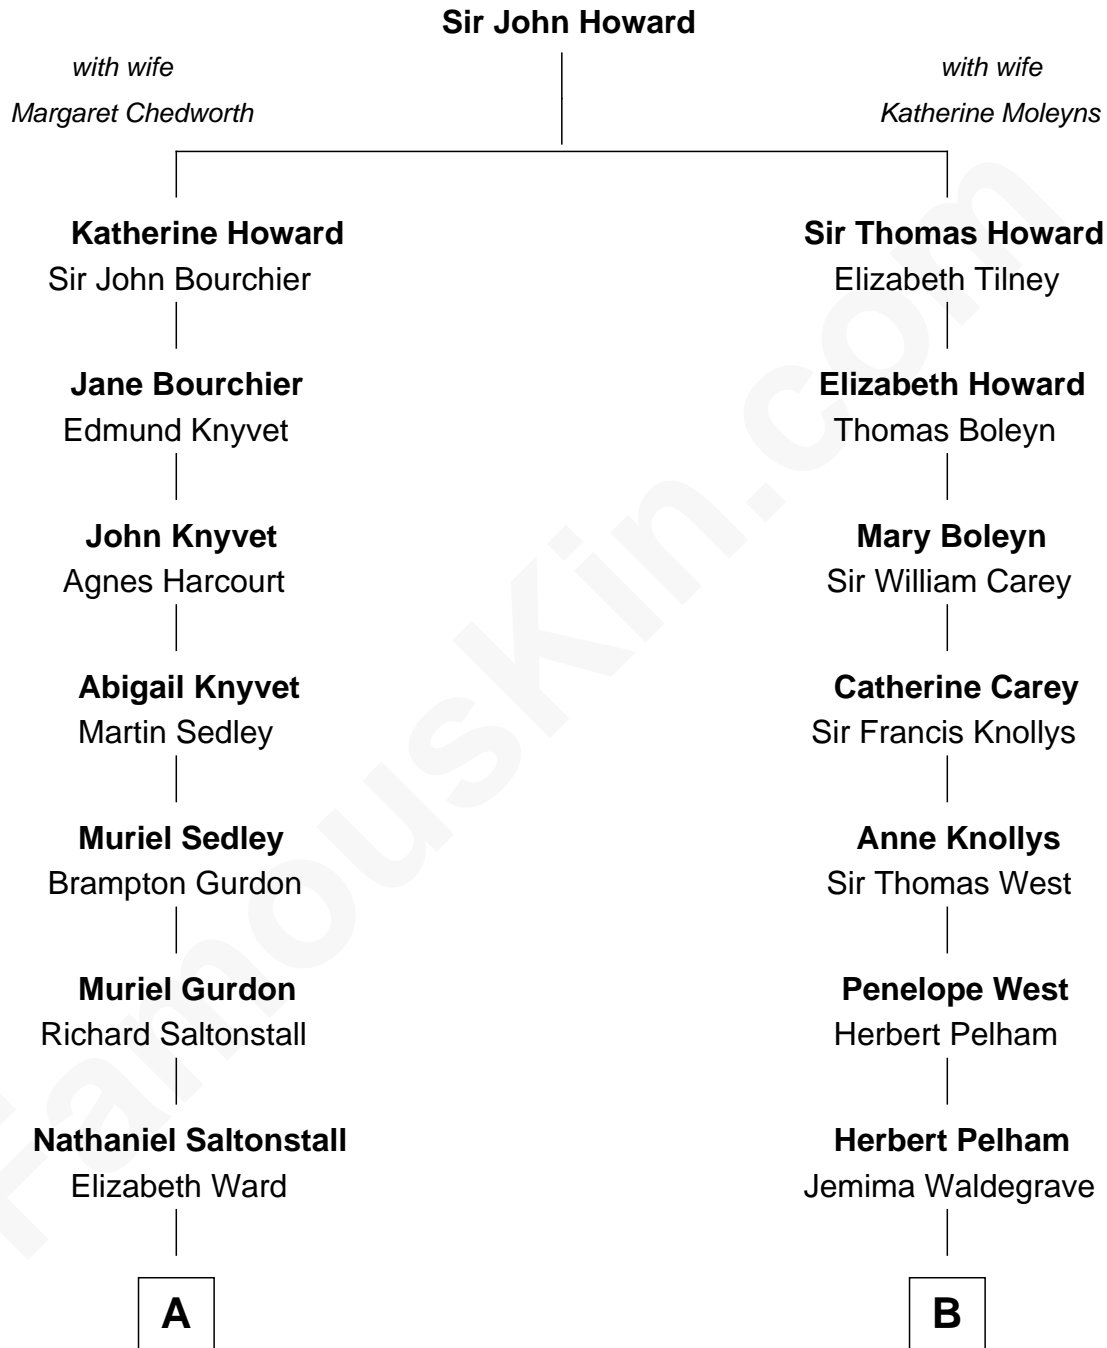 Sir John Howard
with wife
Margaret Chedworth
with wife
Katherine Moleyns
Katherine Howard
Sir John Bourchier
Sir Thomas Howard
Elizabeth Tilney
Jane Bourchier
Edmund Knyvet
Elizabeth Howard
Thomas Boleyn
John Knyvet
Agnes Harcourt
Mary Boleyn
Sir William Carey
Abigail Knyvet
Martin Sedley
Catherine Carey
Sir Francis Knollys
Muriel Sedley
Brampton Gurdon
Anne Knollys
Sir Thomas West
Muriel Gurdon
Richard Saltonstall
Penelope West
Herbert Pelham
Nathaniel Saltonstall
Elizabeth Ward
Herbert Pelham
Jemima Waldegrave
A
B
FamousKin.com